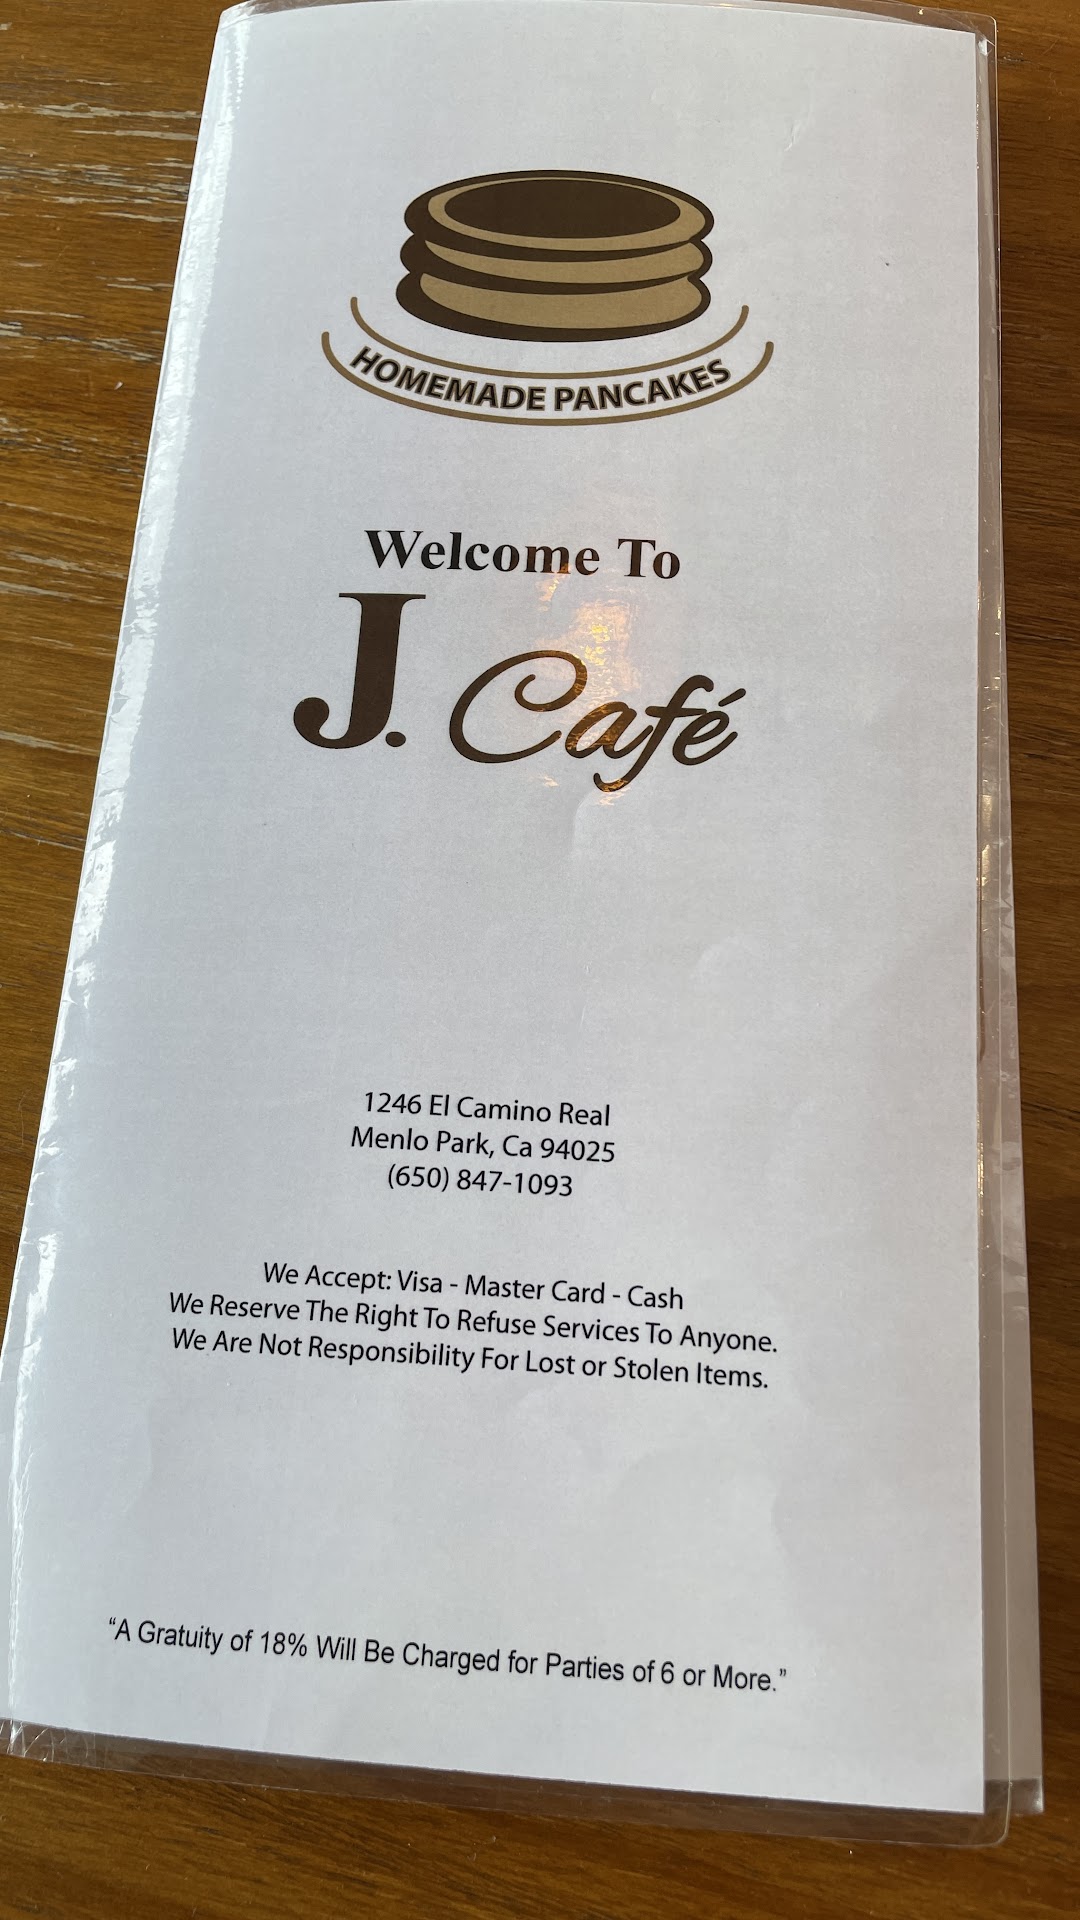 HOMEMADE PANCAKES
Welcome To
J. Café
1246 El Camino Real
Menlo Park, Ca 94025
(650) 847-1093
We Accept: Visa - Master Card - Cash
We Reserve The Right To Refuse Services To Anyone.
We Are Not Responsibility For Lost or Stolen Items.
“A Gratuity of 18% Will Be Charged for Parties of 6 or More.”